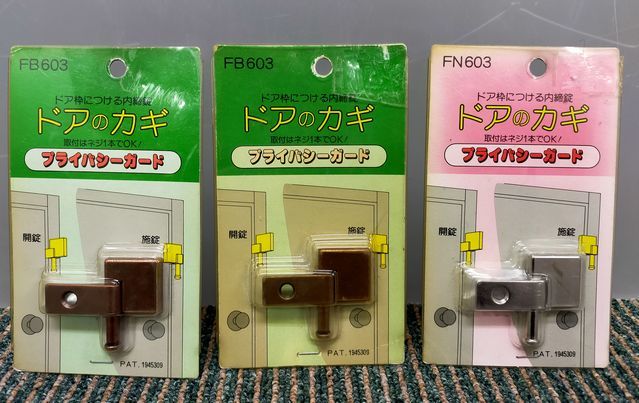 FB603
ドア枠につける内締錠
ドアのカギ
取付はネジ1本でOK!
プライバシーガード
開錠
施錠
PAT. 1945309
FB603
ドア枠につける内締錠
ドアのカギ
取付はネジ1本でOK!
プライバシーガード
開錠
施錠
PAT. 1945309
FN603
ドア枠につける内締錠
ドアのカギ
取付はネジ1本でOK!
プライバシーガード
開錠
施錠
PAT. 1945309